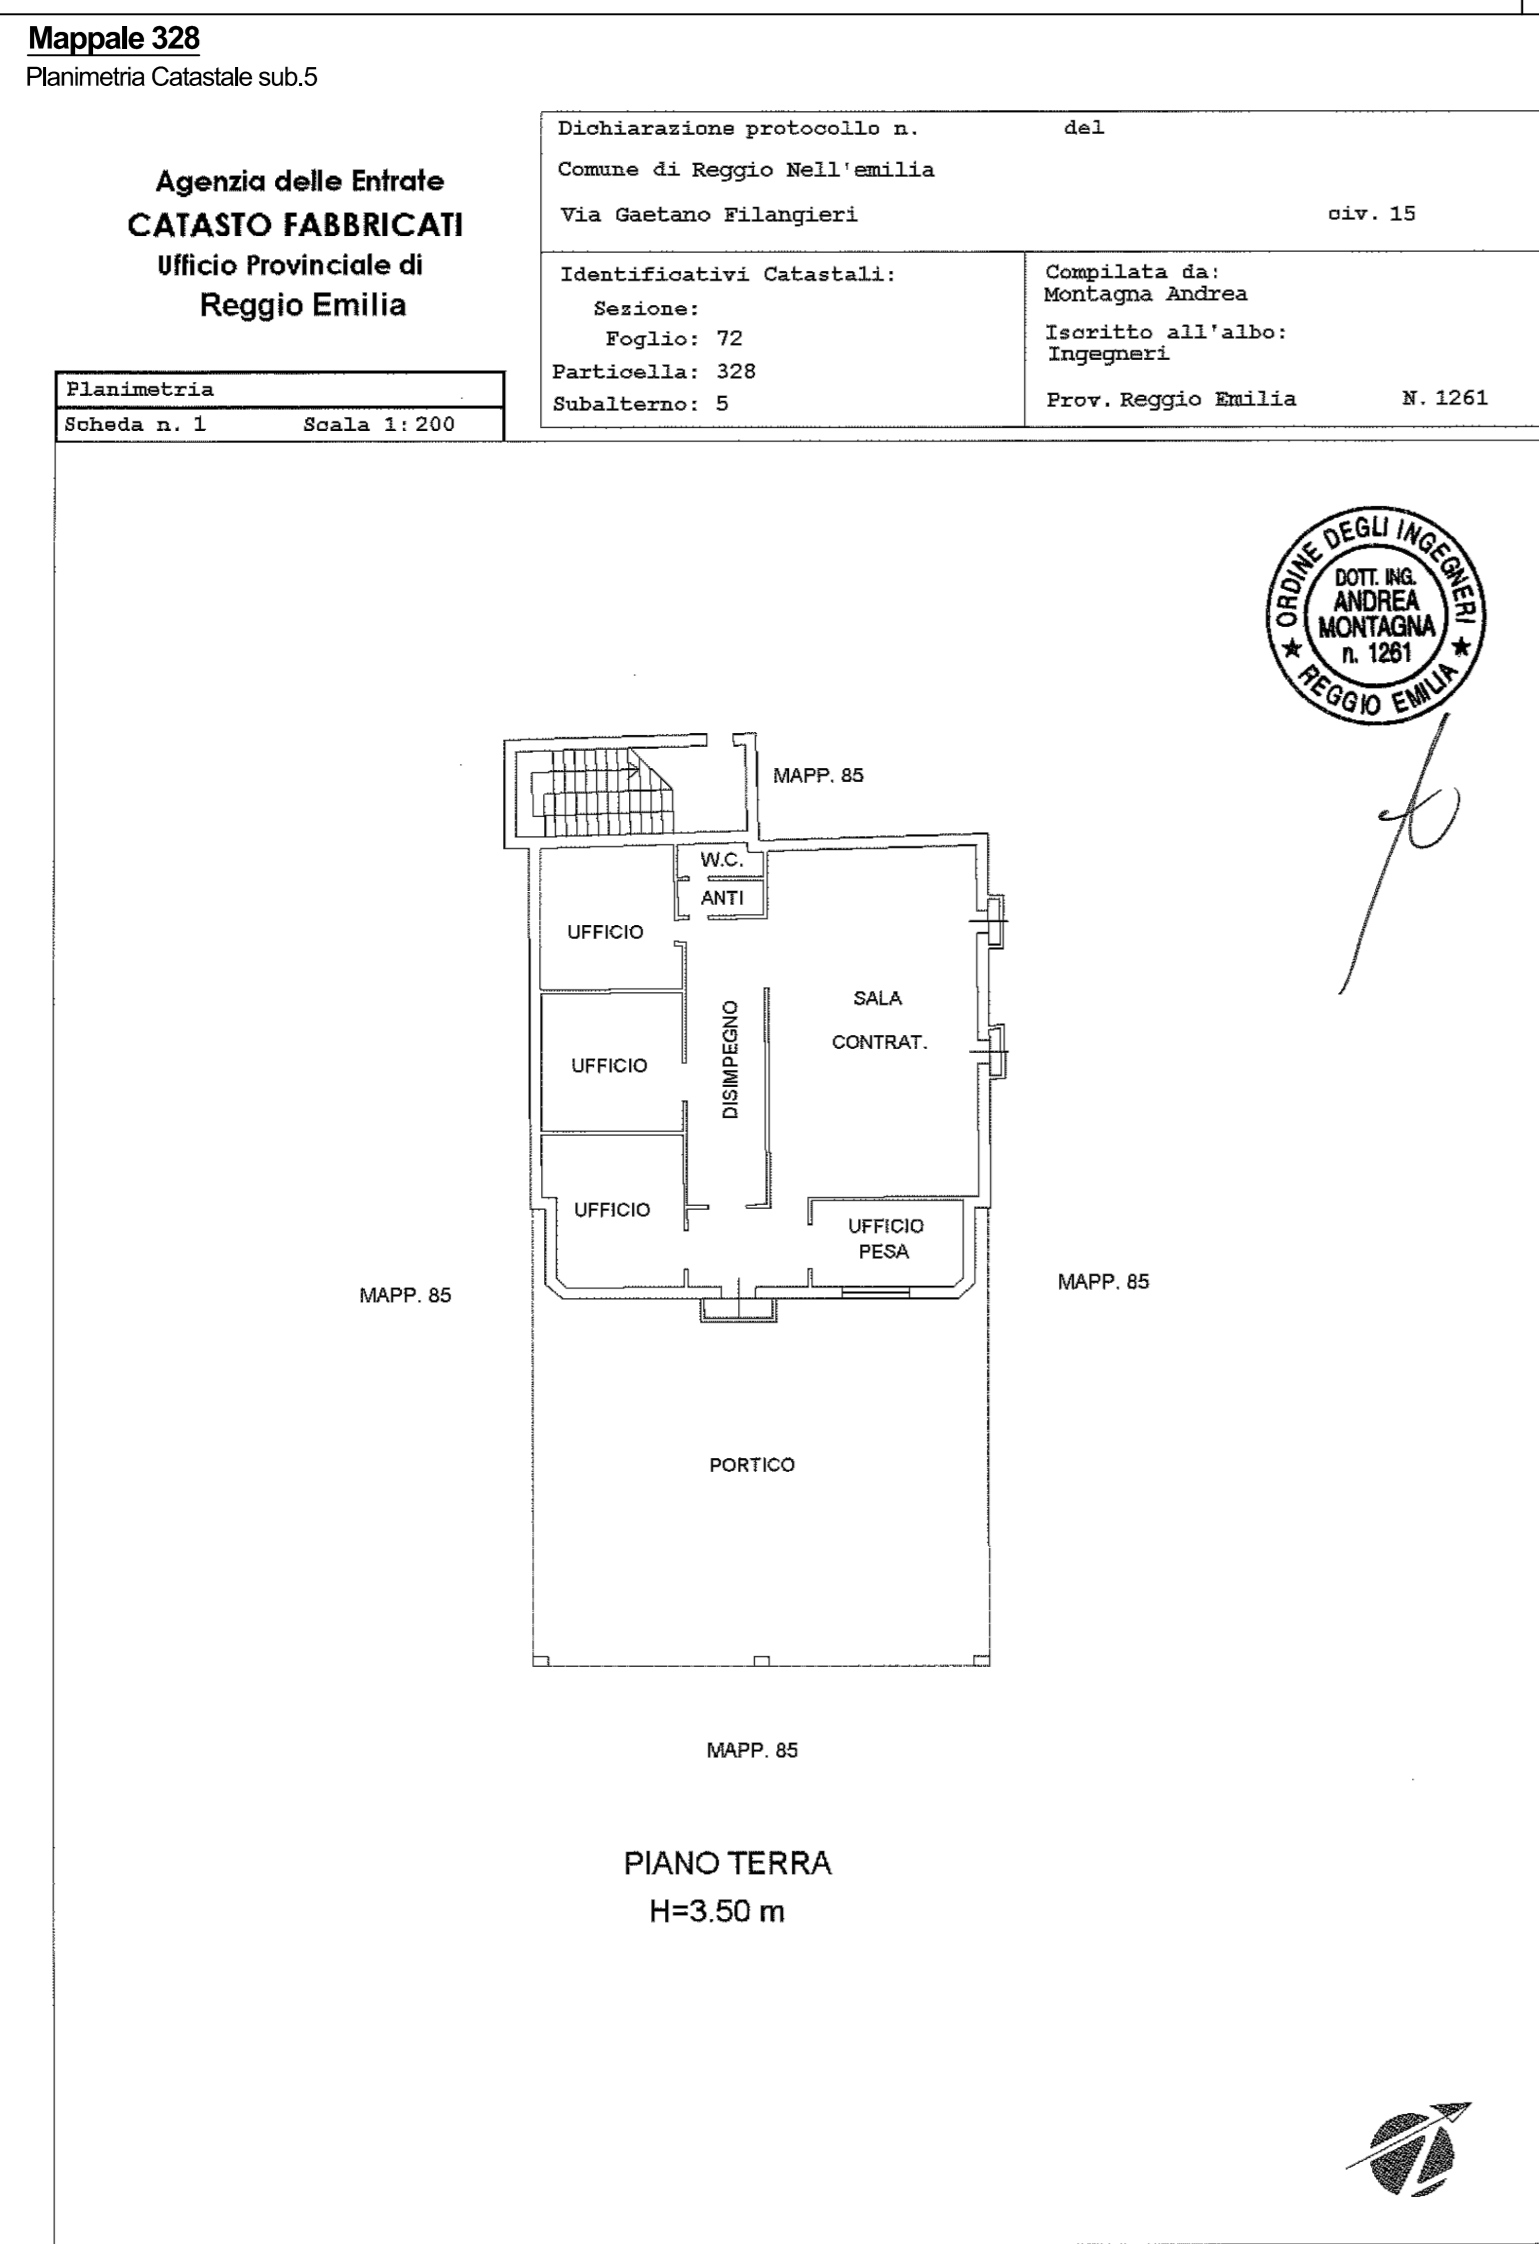 Mappale 328
Planimetria Catastale sub.5
Agenzia delle Entrate
CATASTO FABBRICATI
Ufficio Provinciale di
Reggio Emilia
Dichiarazione protocollo n. del
Comune di Reggio Nell'emilia
Via Gaetano Filangieri civ. 15
Identificativi Catastali:
Sezione:
Foglio: 72
Particella: 328
Subalterno: 5
Compilata da:
Montagna Andrea
Iscritto all'albo:
Ingegneri
Prov. Reggio Emilia N. 1261
Planimetria
Scheda n. 1 Scala 1:200
ORDINE DEGLI INGEGNERI
DOTT. ING.
ANDREA
MONTAGNA
n. 1261
REGGIO EMILIA
MAPP. 85
W.C.
ANTI
UFFICIO
SALA
CONTRAT.
DISIMPEGNO
UFFICIO
UFFICIO
UFFICIO
PESA
MAPP. 85
MAPP. 85
PORTICO
MAPP. 85
PIANO TERRA
H=3.50 m